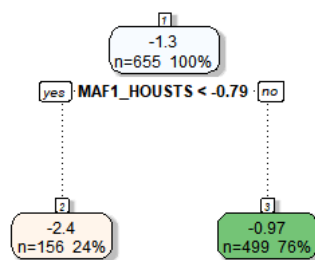 1
-1.3
n=655 100%
yes MAF1_HOUSTS < -0.79 no
2
-2.4
n=156 24%
3
-0.97
n=499 76%